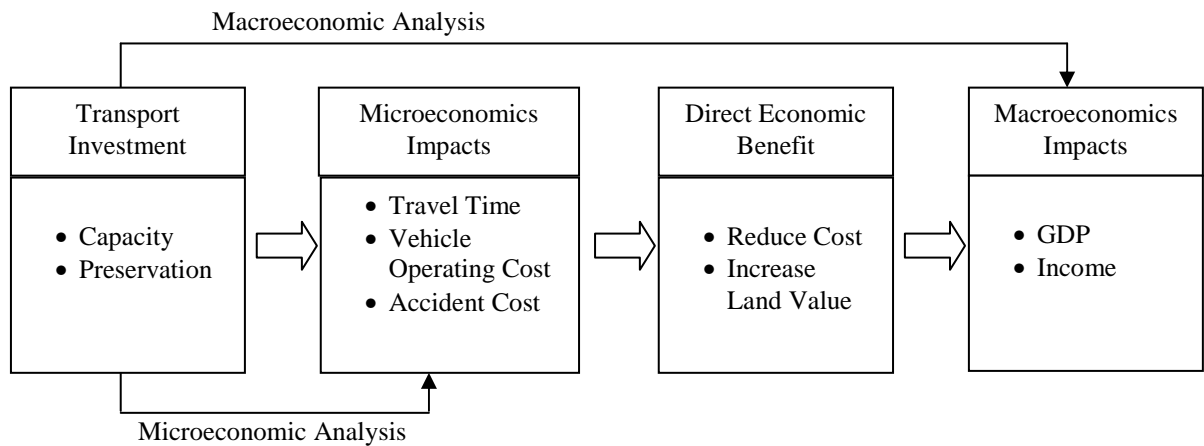 Macroeconomic Analysis
Transport
Investment
• Capacity
• Preservation
Microeconomics
Impacts
• Travel Time
• Vehicle
Operating Cost
• Accident Cost
Direct Economic
Benefit
• Reduce Cost
• Increase
Land Value
Macroeconomics
Impacts
• GDP
• Income
Microeconomic Analysis